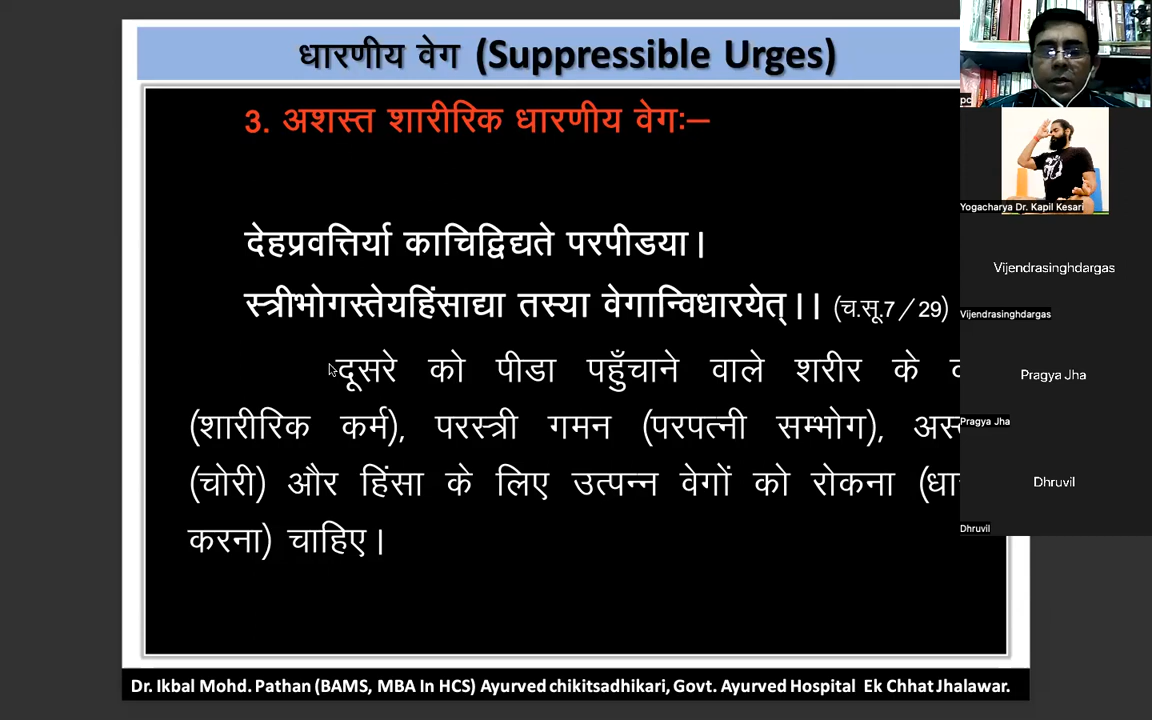 धारणीय वेग (Suppressible Urges)
3. अशस्त शारीरिक धारणीय वेगः–
देहप्रवत्तिर्या काचिद्विद्यते परपीडया।
स्त्रीभोगस्तेयहिंसाद्या तस्या वेगान्विधारयेत्।। (च.सू.7/29)
दूसरे को पीडा पहुँचाने वाले शरीर के
(शारीरिक कर्म), परस्त्री गमन (परपत्नी सम्भोग),
(चोरी) और हिंसा के लिए उत्पन्न वेगों को रोकना
करना) चाहिए।
Dr. Ikbal Mohd. Pathan (BAMS, MBA In HCS) Ayurved chikitsadhikari, Govt. Ayurved Hospital Ek Chhat Jhalawar.
pc
Yogacharya Dr. Kapil Kesari
Vijendrasinghdargas
Vijendrasinghdargas
Pragya Jha
Pragya Jha
Dhruvil
Dhruvil